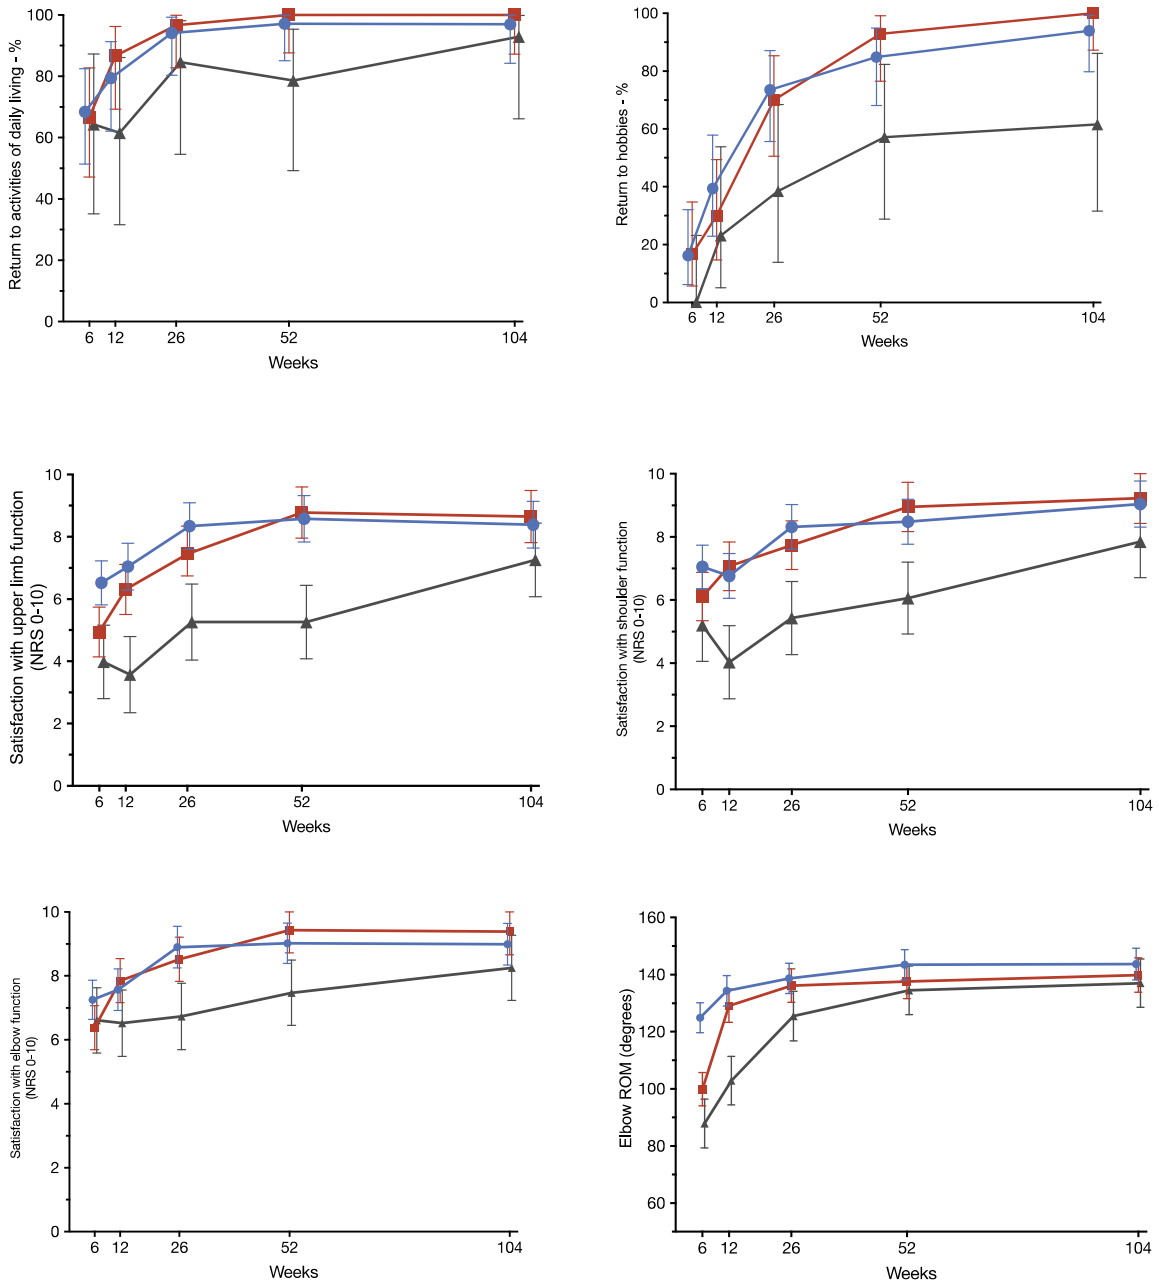 Return to activities of daily living - %
100
80
60
40
20
0
6 12 26 52 104
Weeks
Return to hobbies - %
100
80
60
40
20
0
6 12 26 52 104
Weeks
Satisfaction with upper limb function
(NRS 0-10)
10
8
6
4
2
0
6 12 26 52 104
Weeks
Satisfaction with shoulder function
(NRS 0-10)
10
8
6
4
2
0
6 12 26 52 104
Weeks
Satisfaction with elbow function
(NRS 0-10)
10
8
6
4
2
0
6 12 26 52 104
Weeks
Elbow ROM (degrees)
160
140
120
100
80
60
6 12 26 52 104
Weeks